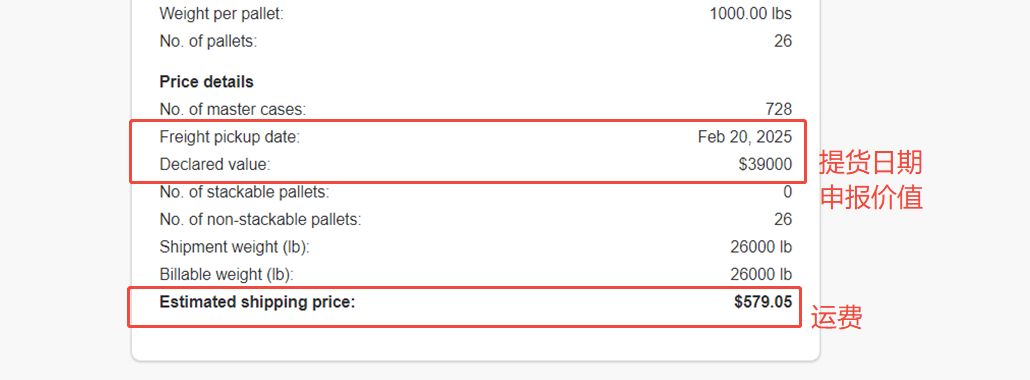 Weight per pallet: 1000.00 lbs
No. of pallets: 26
Price details
No. of master cases: 728
Freight pickup date: Feb 20, 2025
Declared value: $39000
提货日期
申报价值
No. of stackable pallets: 0
No. of non-stackable pallets: 26
Shipment weight (lb): 26000 lb
Billable weight (lb): 26000 lb
Estimated shipping price: $579.05
运费